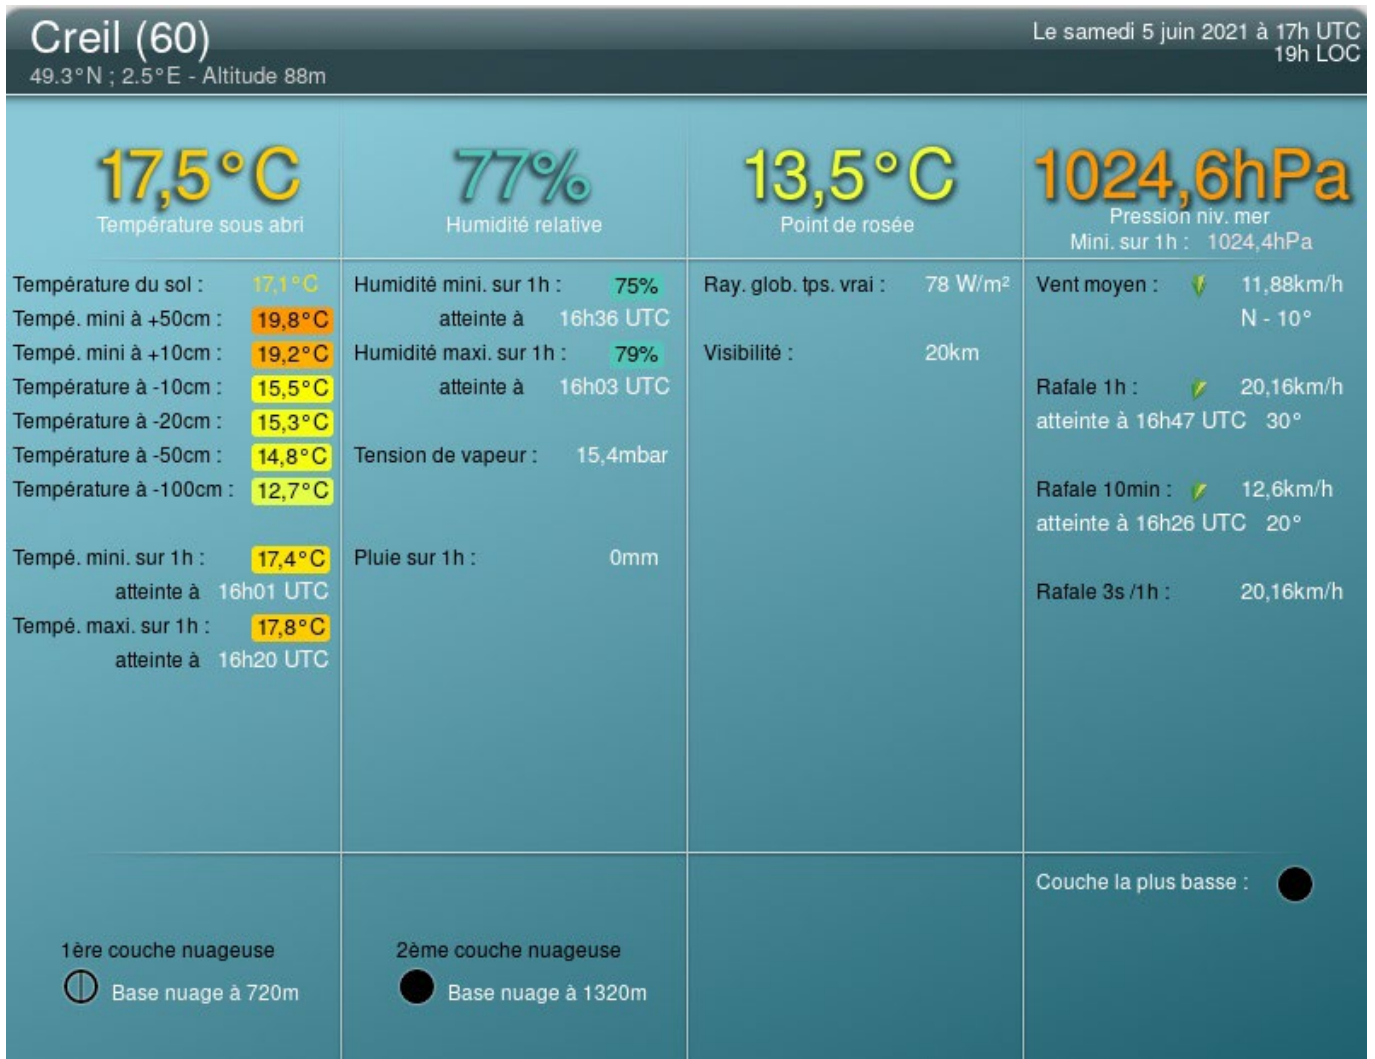 Creil (60)
49.3°N ; 2.5°E - Altitude 88m
Le samedi 5 juin 2021 à 17h UTC
19h LOC
17,5°C
Température sous abri
77%
Humidité relative
13,5°C
Point de rosée
1024,6hPa
Pression niv. mer
Mini. sur 1h : 1024,4hPa
Température du sol : 17,1°C
Tempé. mini à +50cm : 19,8°C
Tempé. mini à +10cm : 19,2°C
Température à -10cm : 15,5°C
Température à -20cm : 15,3°C
Température à -50cm : 14,8°C
Température à -100cm : 12,7°C
Tempé. mini. sur 1h : 17,4°C
atteinte à 16h01 UTC
Tempé. maxi. sur 1h : 17,8°C
atteinte à 16h20 UTC
Humidité mini. sur 1h : 75%
atteinte à 16h36 UTC
Humidité maxi. sur 1h : 79%
atteinte à 16h03 UTC
Tension de vapeur : 15,4mbar
Pluie sur 1h : 0mm
Ray. glob. tps. vrai : 78 W/m²
Visibilité : 20km
Vent moyen : 11,88km/h
N - 10°
Rafale 1h : 20,16km/h
atteinte à 16h47 UTC 30°
Rafale 10min : 12,6km/h
atteinte à 16h26 UTC 20°
Rafale 3s /1h : 20,16km/h
1ère couche nuageuse
Base nuage à 720m
2ème couche nuageuse
Base nuage à 1320m
Couche la plus basse :